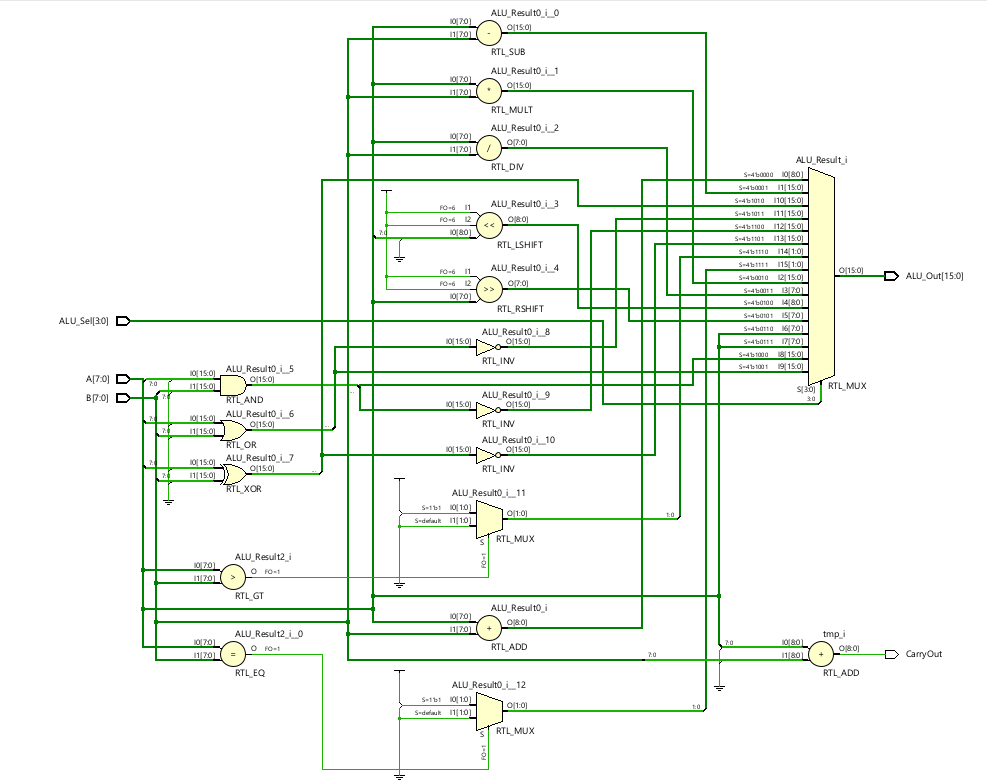 ALU_Result0_i__0
I0[7:0]
I1[7:0]
-
O[15:0]
RTL_SUB
ALU_Result0_i__1
I0[7:0]
I1[7:0]
*
O[15:0]
RTL_MULT
ALU_Result0_i__2
I0[7:0]
I1[7:0]
/
O[7:0]
RTL_DIV
ALU_Result0_i__3
FO=6 I1
FO=6 I2
7:0 I0[8:0]
<<
O[8:0]
RTL_LSHIFT
ALU_Result0_i__4
FO=6 I1
FO=6 I2
I0[7:0]
>>
O[7:0]
RTL_RSHIFT
ALU_Result_i
S=4'b0000 I0[8:0]
S=4'b0001 I1[15:0]
S=4'b1010 I10[15:0]
S=4'b1011 I11[15:0]
S=4'b1100 I12[15:0]
S=4'b1101 I13[15:0]
S=4'b1110 I14[1:0]
S=4'b1111 I15[1:0]
S=4'b0010 I2[15:0]
S=4'b0011 I3[7:0]
S=4'b0100 I4[8:0]
S=4'b0101 I5[7:0]
S=4'b0110 I6[7:0]
S=4'b0111 I7[7:0]
S=4'b1000 I8[15:0]
S=4'b1001 I9[15:0]
S[3:0]
3:0
RTL_MUX
O[15:0]
ALU_Out[15:0]
ALU_Sel[3:0]
A[7:0]
B[7:0]
ALU_Result0_i__5
7:0 I0[15:0]
7:0 I1[15:0]
O[15:0]
...
RTL_AND
ALU_Result0_i__6
7:0 I0[15:0]
7:0 I1[15:0]
O[15:0]
...
RTL_OR
ALU_Result0_i__7
7:0 I0[15:0]
7:0 I1[15:0]
O[15:0]
...
RTL_XOR
ALU_Result0_i__8
I0[15:0]
O[15:0]
RTL_INV
ALU_Result0_i__9
I0[15:0]
O[15:0]
RTL_INV
ALU_Result0_i__10
I0[15:0]
O[15:0]
RTL_INV
ALU_Result0_i__11
S=1'b1 I0[1:0]
S=default I1[1:0]
S
FO=1
O[1:0]
1:0
RTL_MUX
ALU_Result2_i
I0[7:0]
I1[7:0]
>
O FO=1
RTL_GT
ALU_Result0_i
I0[7:0]
I1[7:0]
+
O[8:0]
RTL_ADD
ALU_Result2_i__0
I0[7:0]
I1[7:0]
=
O FO=1
RTL_EQ
tmp_i
7:0 I0[8:0]
7:0 I1[8:0]
+
O[8:0]
RTL_ADD
CarryOut
ALU_Result0_i__12
S=1'b1 I0[1:0]
S=default I1[1:0]
S
FO=1
O[1:0]
1:0
RTL_MUX